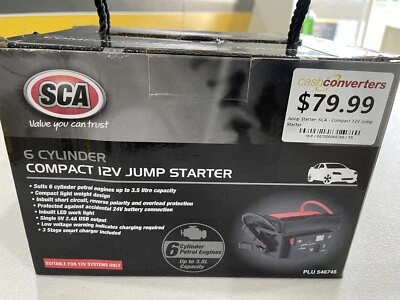 SCA
Value you can trust
cash converters
$79.99
Jump Starter SCA - Compact 12V Jump
Starter
6 CYLINDER
COMPACT 12V JUMP STARTER
• Suits 6 cylinder petrol engines up to 3.5 litre capacity
• Compact light weight design
• Inbuilt short circuit, reverse polarity and overload protection
• Protected against accidental 24V battery connection
• Inbuilt LED work light
• Single 5V 2.4A USB output
• Low voltage warning indicates charging required
• 3 Stage smart charger included
6 Cylinder
Petrol Engines
Up to 3.5L
Capacity
SUITABLE FOR 12V SYSTEMS ONLY
PLU 546745